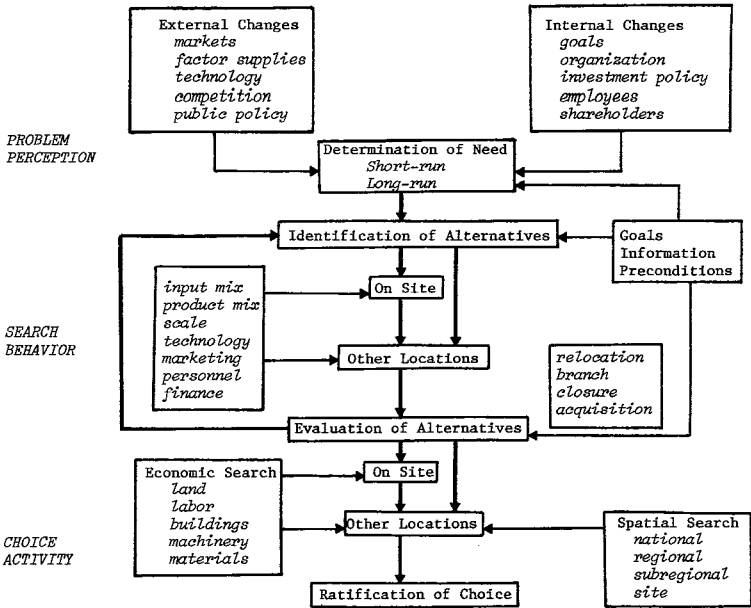 External Changes
markets
factor supplies
technology
competition
public policy
Internal Changes
goals
organization
investment policy
employees
shareholders
PROBLEM
PERCEPTION
Determination of Need
Short-run
Long-run
Identification of Alternatives
Goals
Information
Preconditions
On Site
input mix
product mix
scale
technology
marketing
personnel
finance
SEARCH
BEHAVIOR
Other Locations
relocation
branch
closure
acquisition
Evaluation of Alternatives
Economic Search
land
labor
buildings
machinery
materials
On Site
Other Locations
Spatial Search
national
regional
subregional
site
CHOICE
ACTIVITY
Ratification of Choice